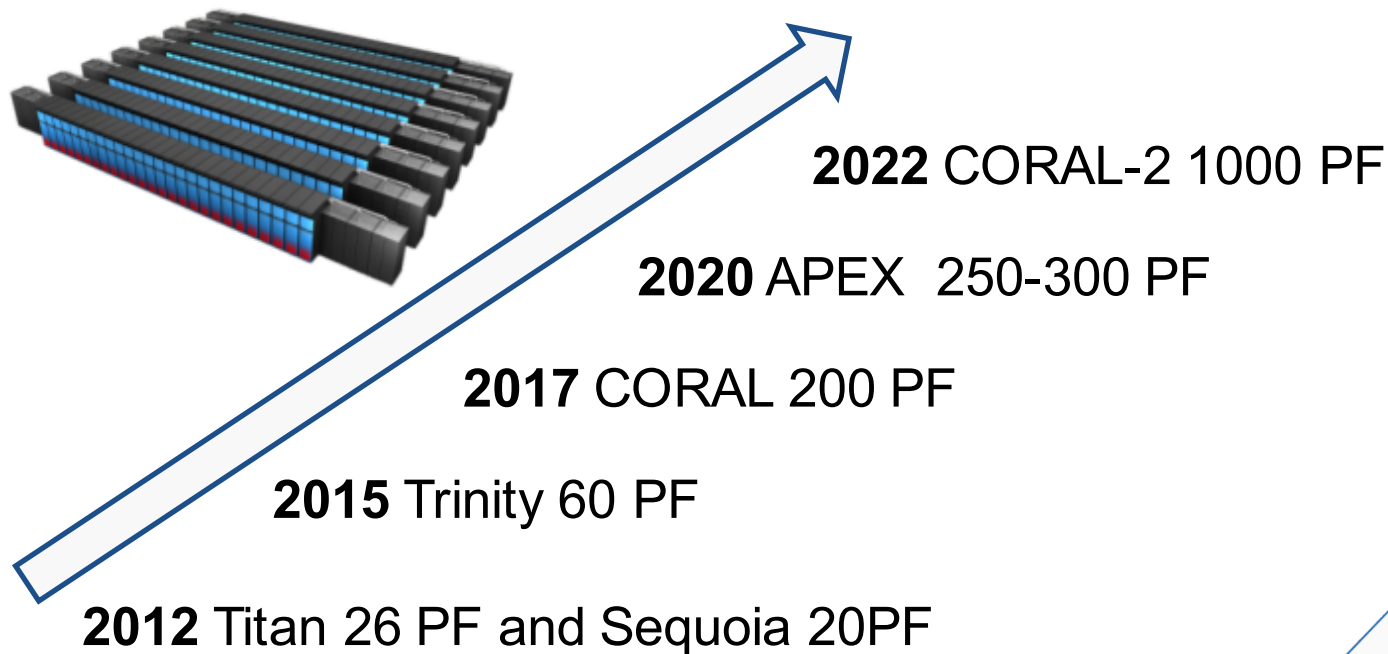 2022 CORAL-2 1000 PF
2020 APEX 250-300 PF
2017 CORAL 200 PF
2015 Trinity 60 PF
2012 Titan 26 PF and Sequoia 20PF